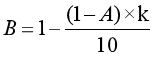 B = 1 − (1 − A) × k / 10